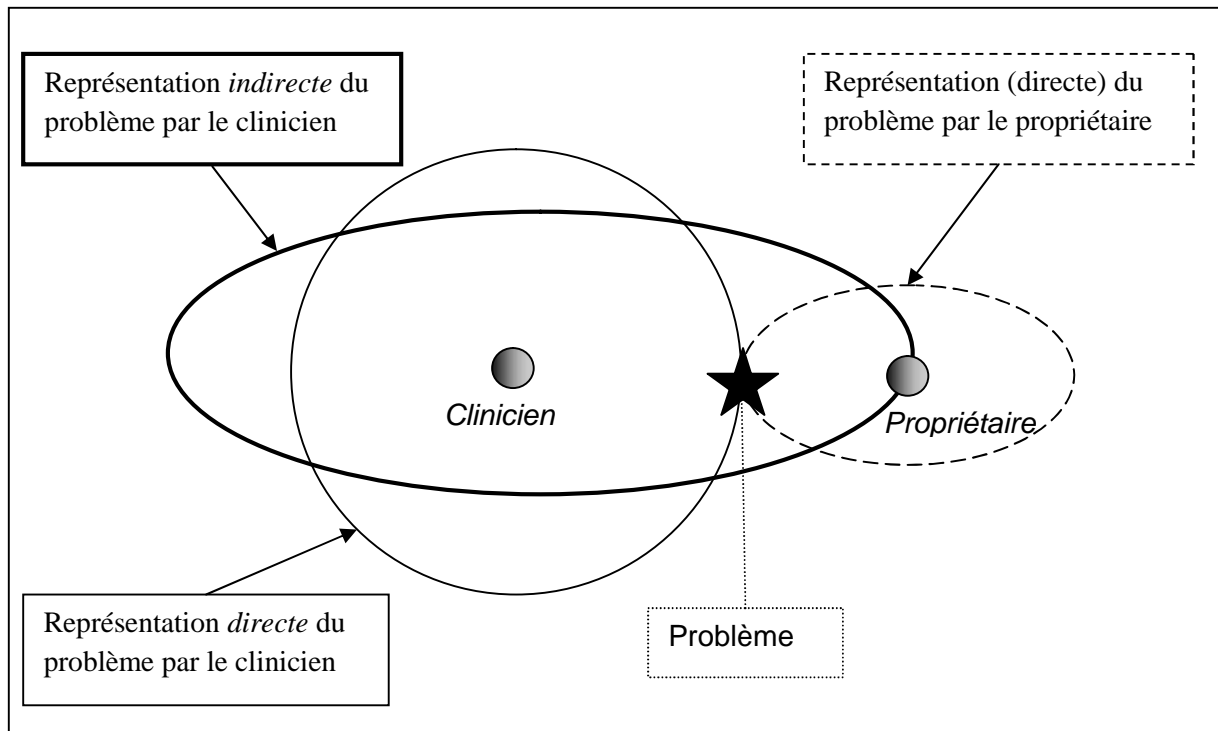 Représentation indirecte du
problème par le clinicien
Représentation (directe) du
problème par le propriétaire
Clinicien
Propriétaire
Représentation directe du
problème par le clinicien
Problème